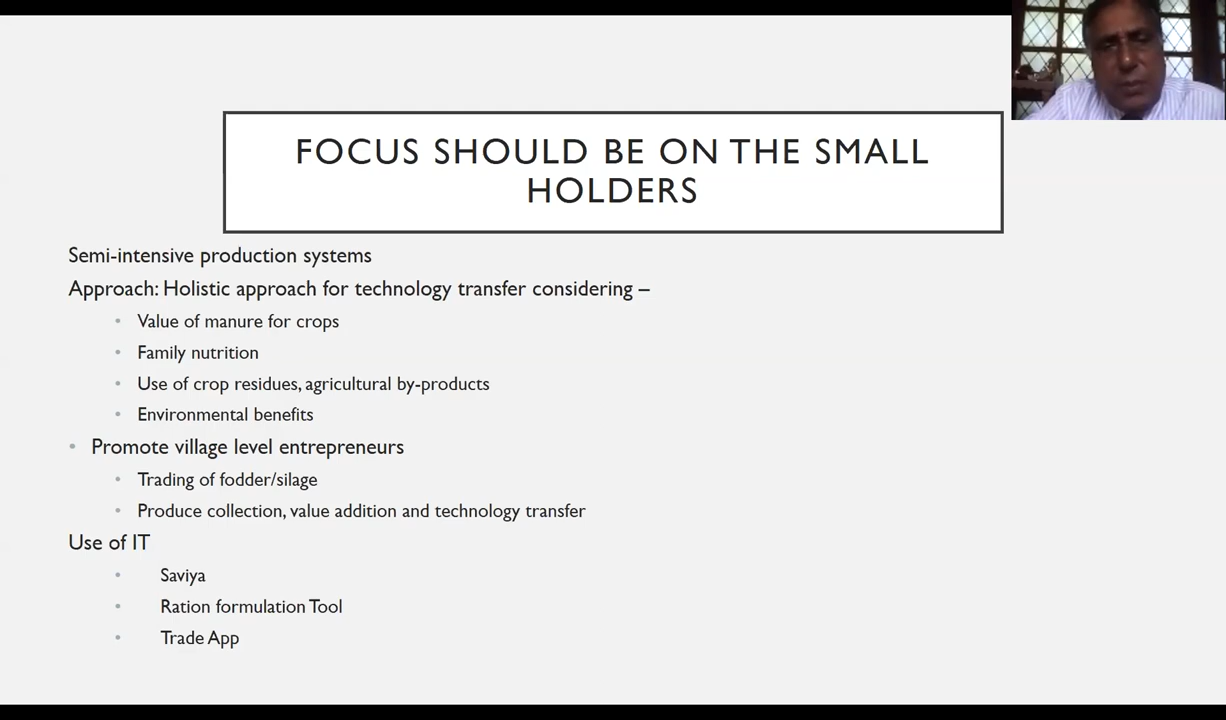 FOCUS SHOULD BE ON THE SMALL
HOLDERS
Semi-intensive production systems
Approach: Holistic approach for technology transfer considering –
• Value of manure for crops
• Family nutrition
• Use of crop residues, agricultural by-products
• Environmental benefits
• Promote village level entrepreneurs
• Trading of fodder/silage
• Produce collection, value addition and technology transfer
Use of IT
• Saviya
• Ration formulation Tool
• Trade App